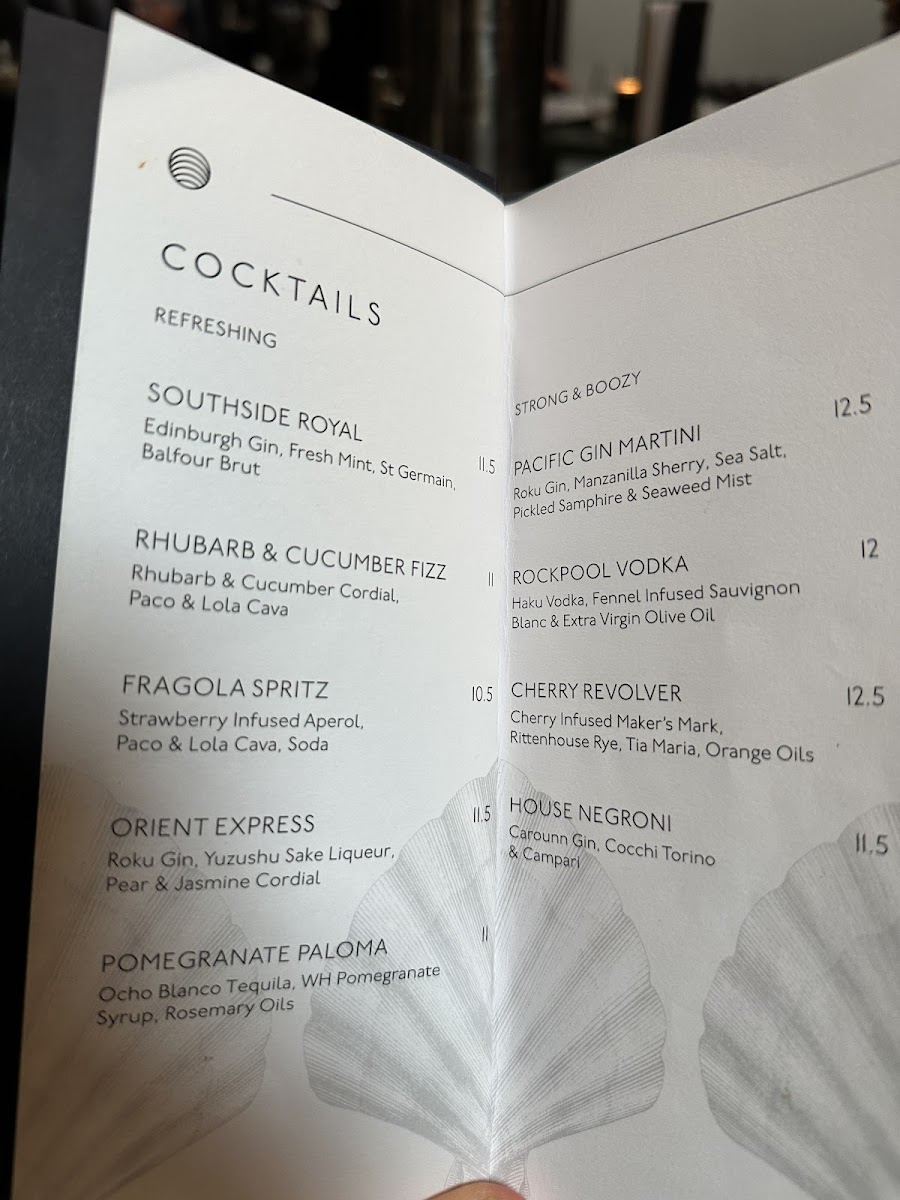 COCKTAILS
REFRESHING
SOUTHSIDE ROYAL
Edinburgh Gin, Fresh Mint, St Germain, 11.5
Balfour Brut
RHUBARB & CUCUMBER FIZZ 11
Rhubarb & Cucumber Cordial,
Paco & Lola Cava
FRAGOLA SPRITZ 10.5
Strawberry Infused Aperol,
Paco & Lola Cava, Soda
ORIENT EXPRESS 11.5
Roku Gin, Yuzushu Sake Liqueur,
Pear & Jasmine Cordial
POMEGRANATE PALOMA 11
Ocho Blanco Tequila, WH Pomegranate
Syrup, Rosemary Oils
STRONG & BOOZY
PACIFIC GIN MARTINI 12.5
Roku Gin, Manzanilla Sherry, Sea Salt,
Pickled Samphire & Seaweed Mist
ROCKPOOL VODKA 12
Haku Vodka, Fennel Infused Sauvignon
Blanc & Extra Virgin Olive Oil
CHERRY REVOLVER 12.5
Cherry Infused Maker's Mark,
Rittenhouse Rye, Tia Maria, Orange Oils
HOUSE NEGRONI 11.5
Carounn Gin, Cocchi Torino
& Campari